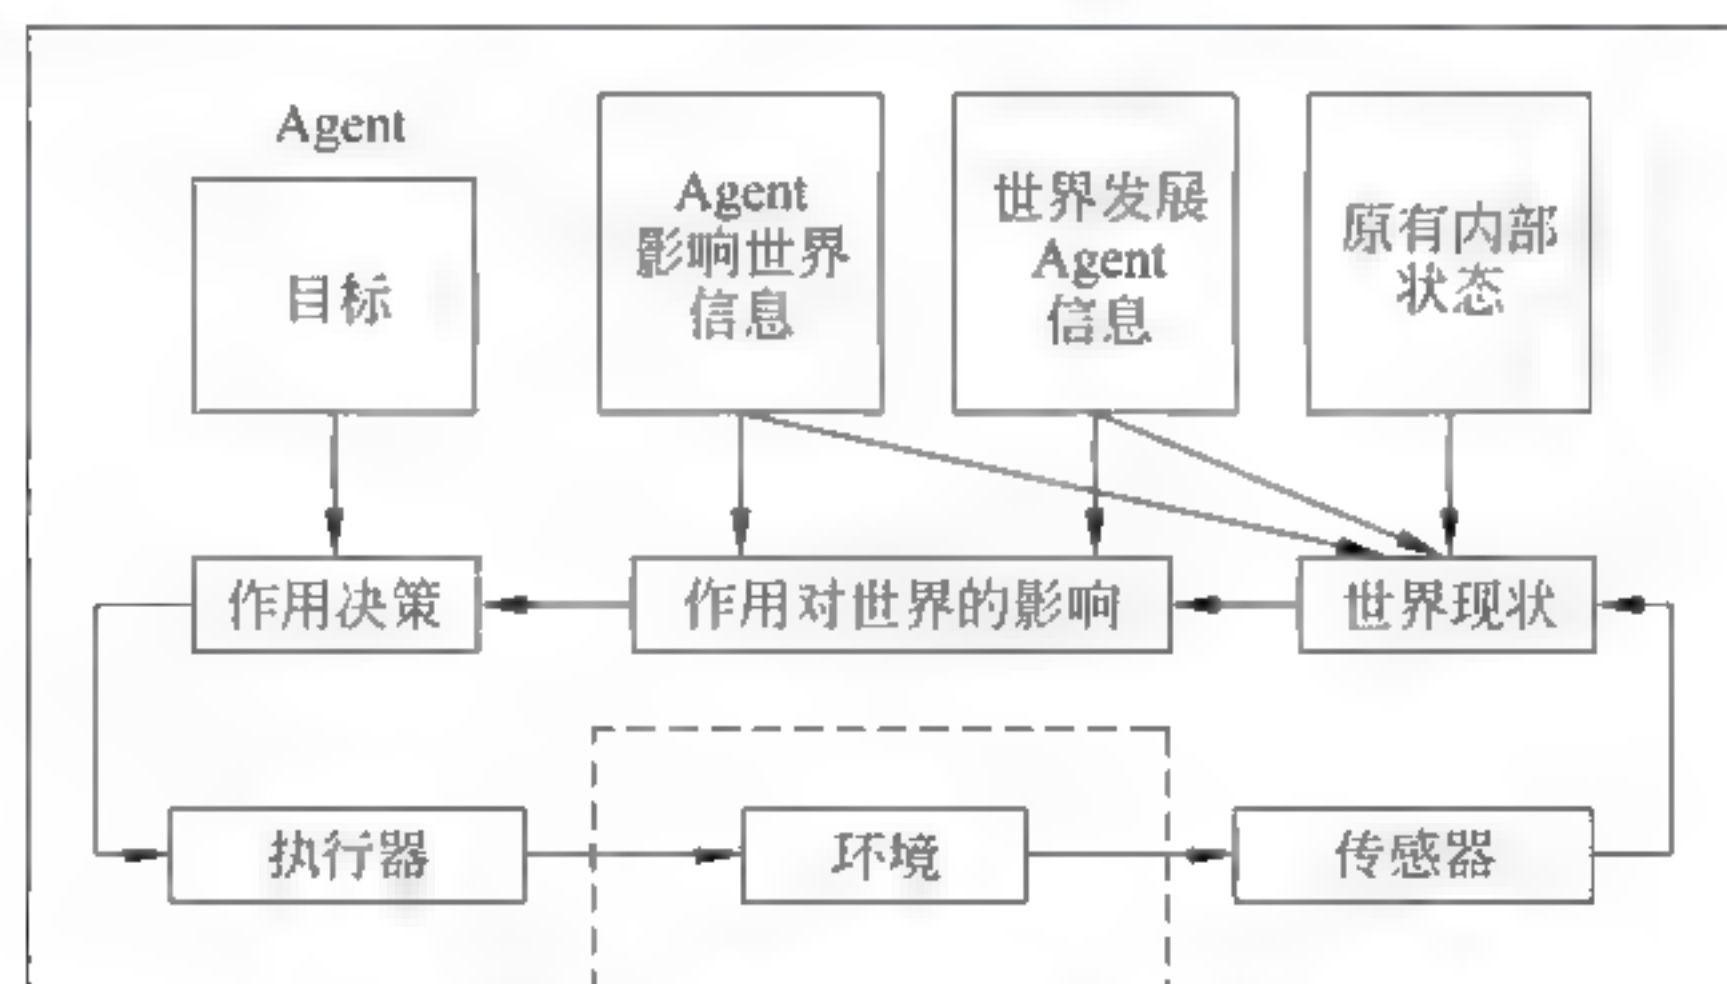 Agent
目标
Agent
影响世界
信息
世界发展
Agent
信息
原有内部
状态
作用决策
作用对世界的影响
世界现状
执行器
环境
传感器